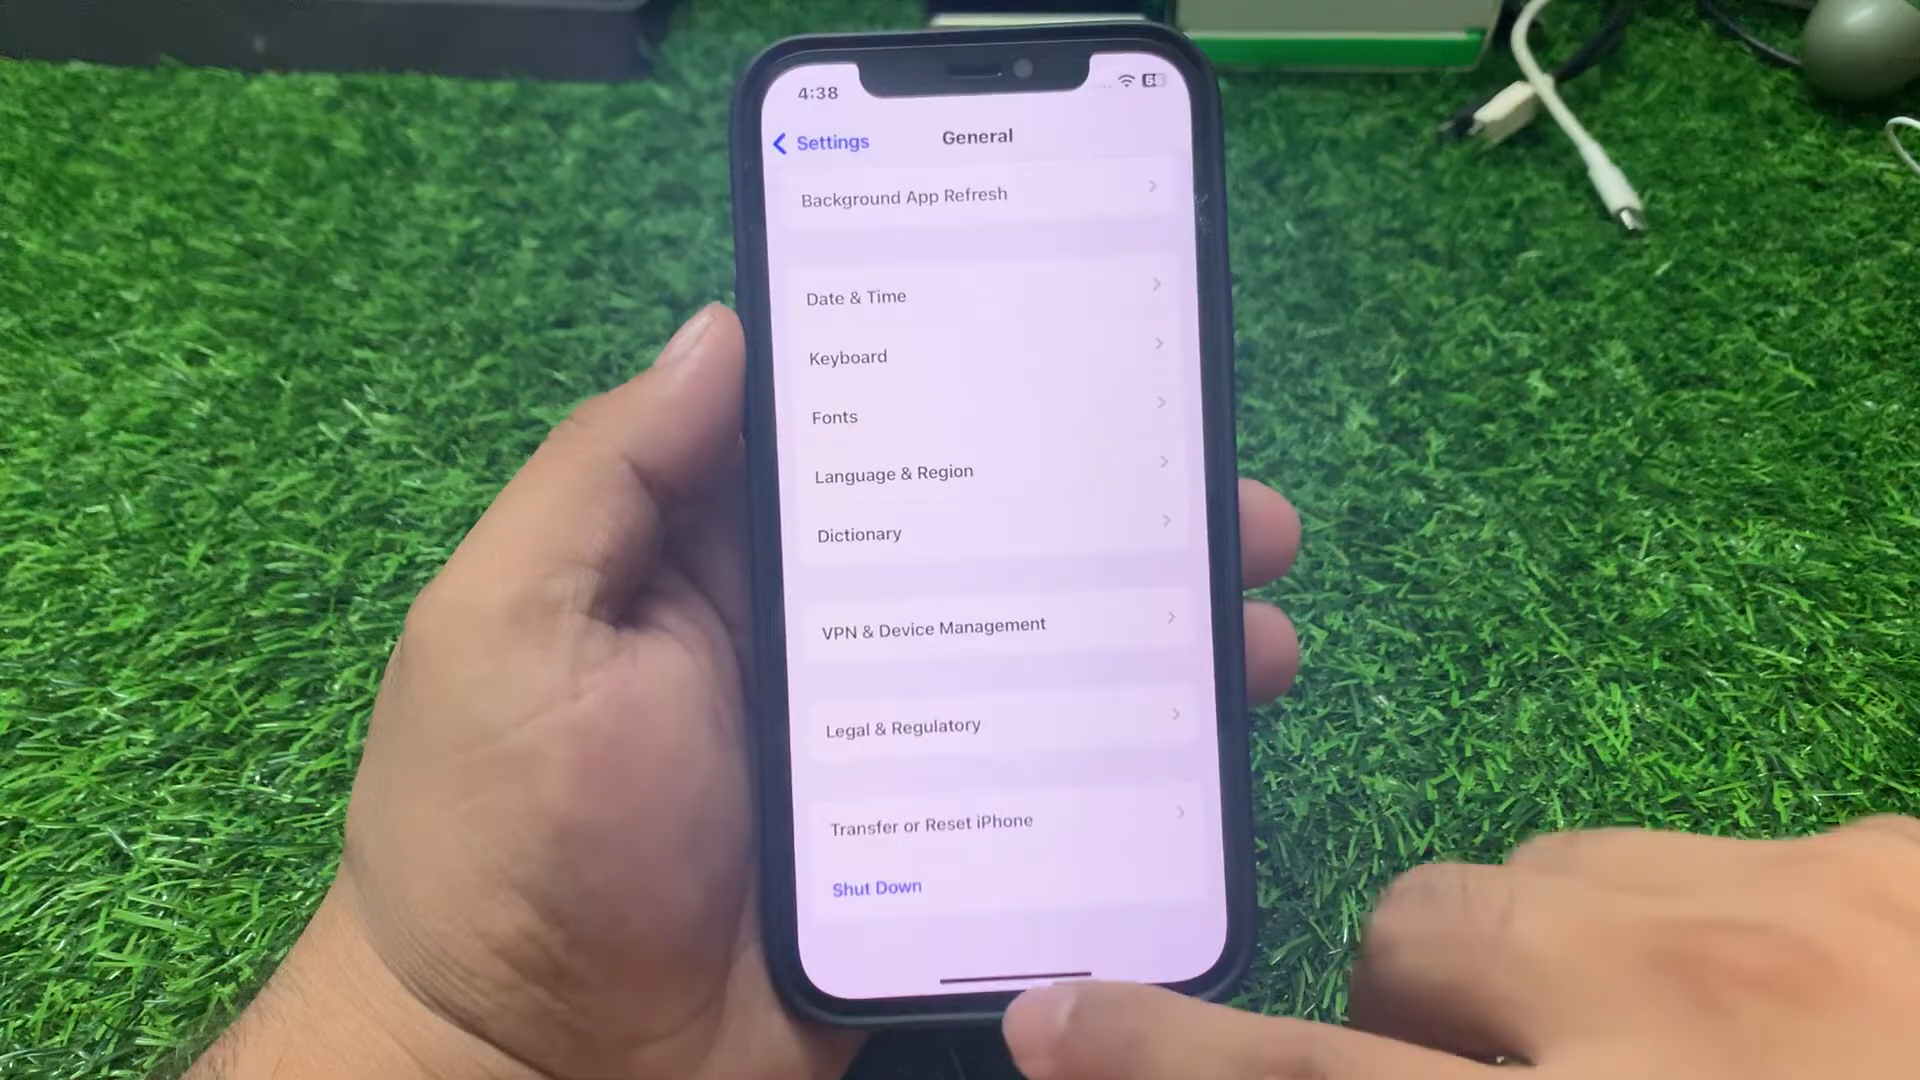 4:38
Settings
General
Background App Refresh
Date & Time
Keyboard
Fonts
Language & Region
Dictionary
VPN & Device Management
Legal & Regulatory
Transfer or Reset iPhone
Shut Down